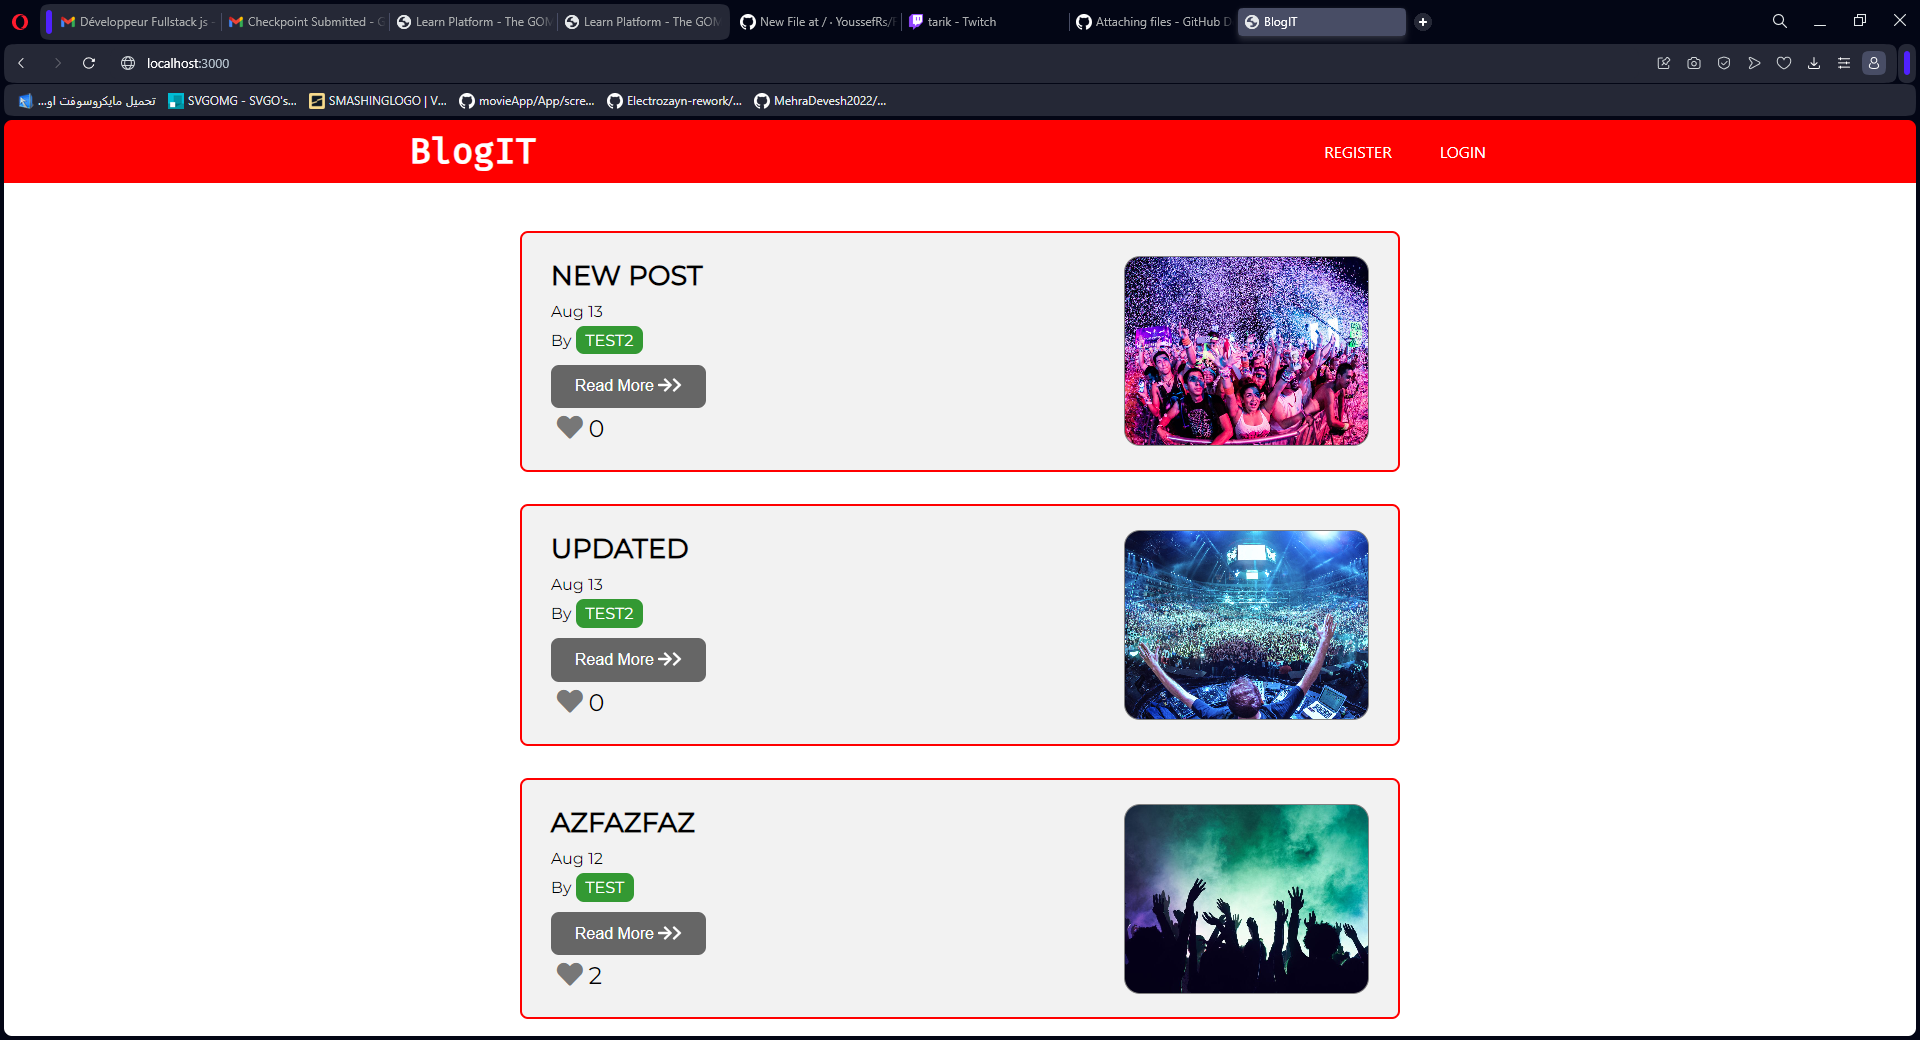 Développeur Fullstack js -
Checkpoint Submitted - G
Learn Platform - The GOM
Learn Platform - The GOM
New File at / · YoussefRs/F
tarik - Twitch
Attaching files - GitHub D
BlogIT
localhost:3000
تحميل مايكروسوفت او...
SVGOMG - SVGO's...
SMASHINGLOGO | V...
movieApp/App/scre...
Electrozayn-rework/...
MehraDevesh2022/...
BlogIT
REGISTER
LOGIN
NEW POST
Aug 13
By TEST2
Read More
0
UPDATED
Aug 13
By TEST2
Read More
0
AZFAZFAZ
Aug 12
By TEST
Read More
2